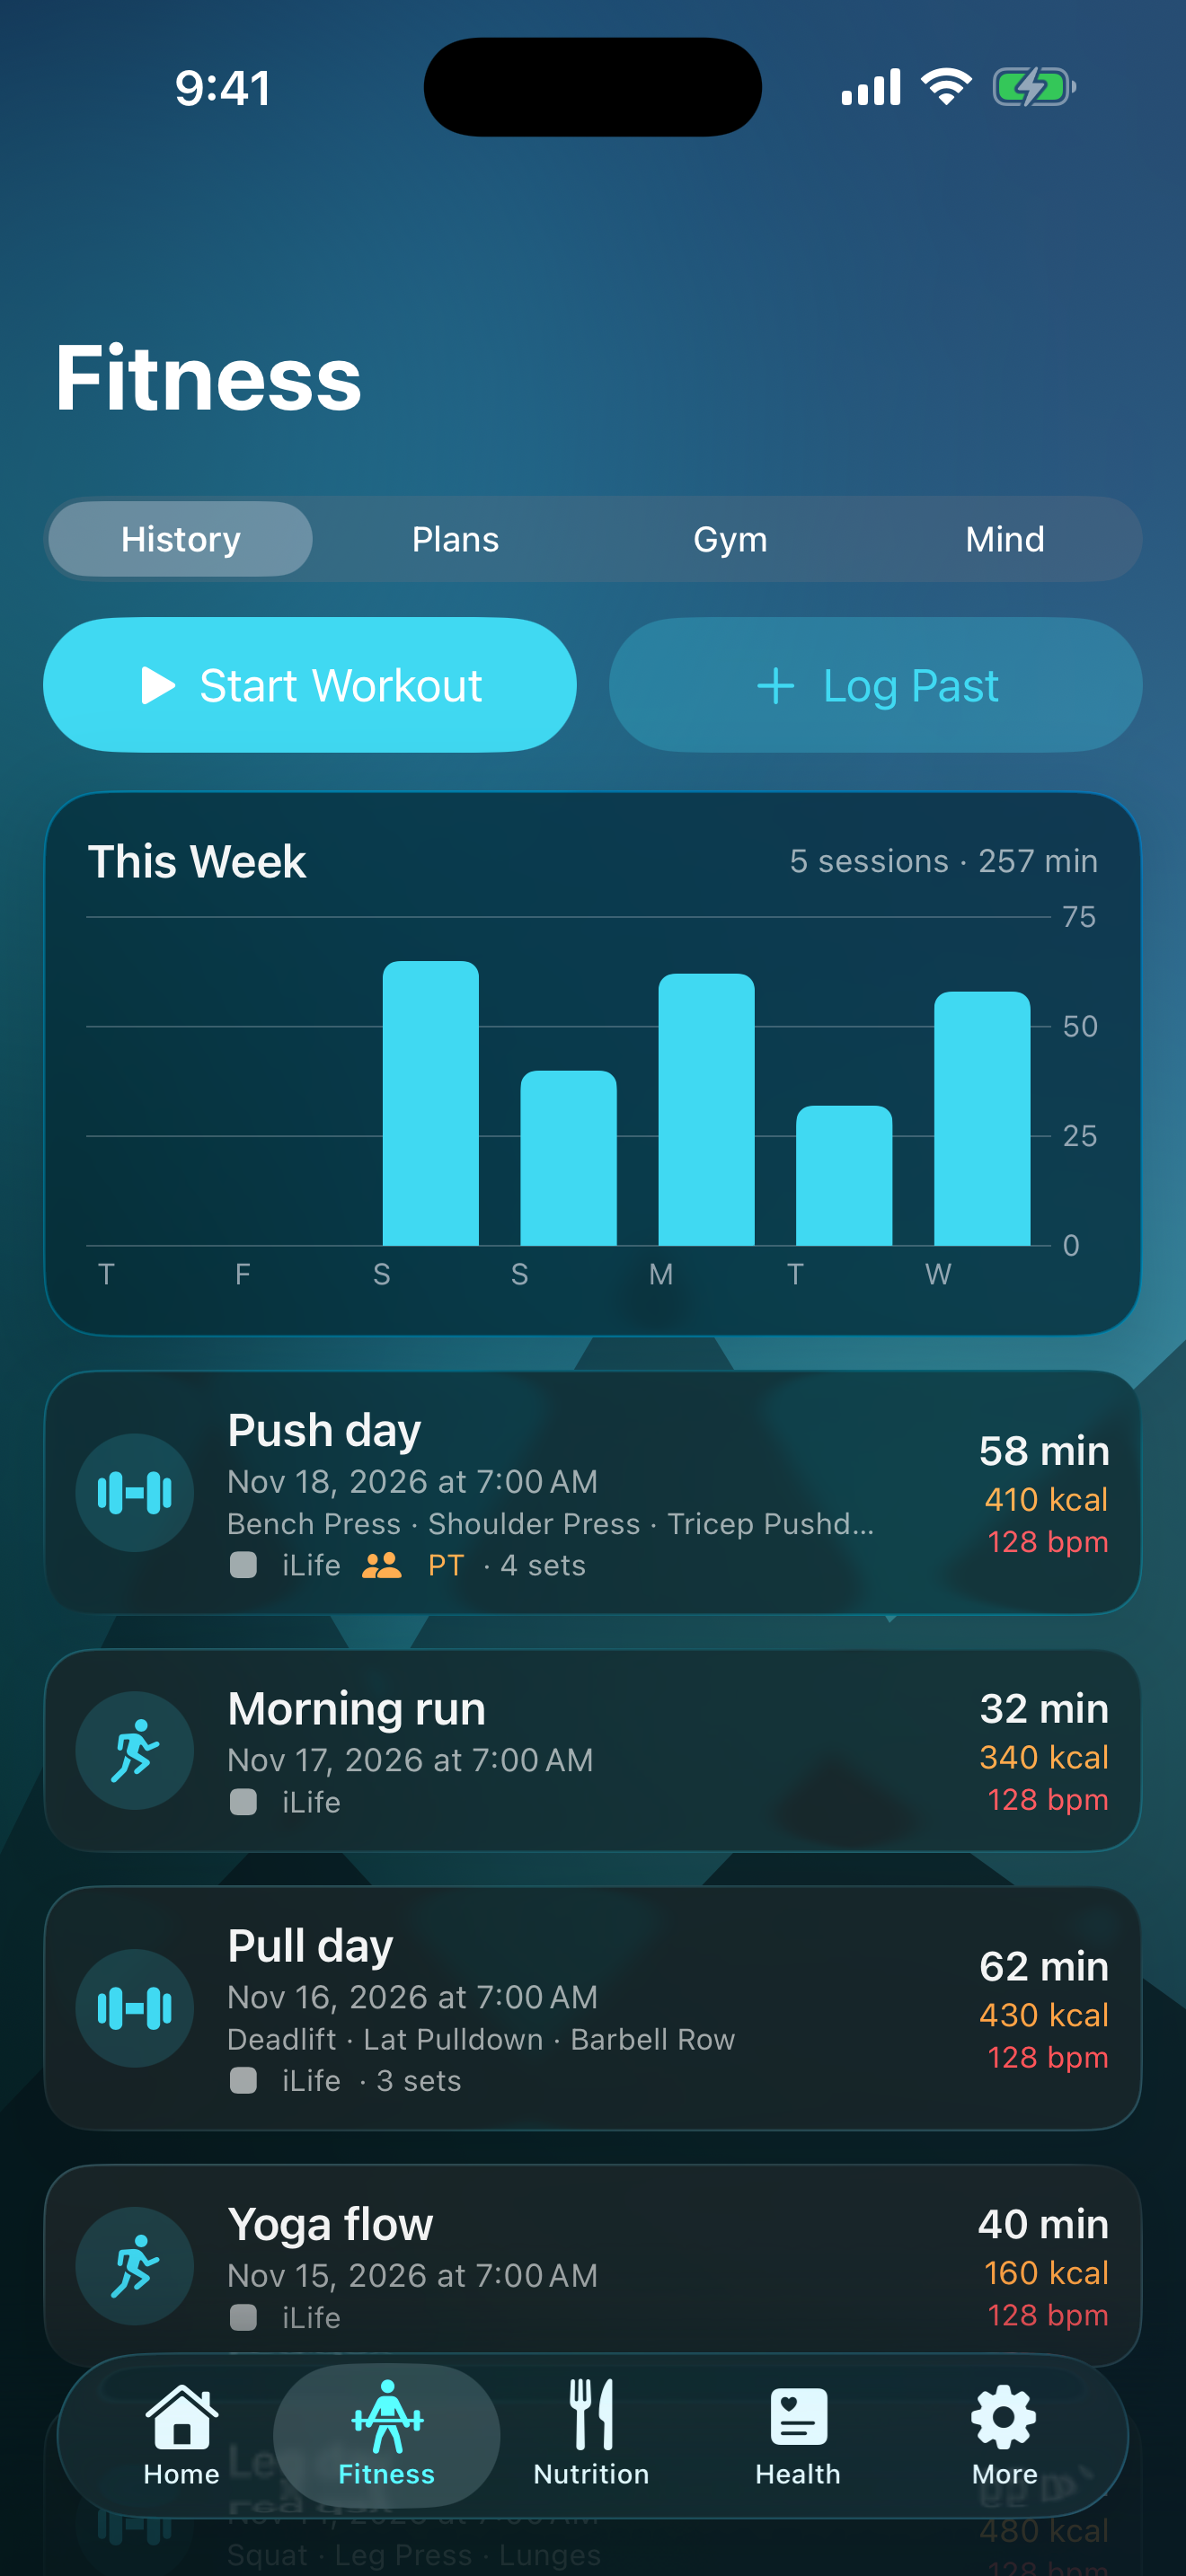 9:41
Fitness
History Plans Gym Mind
Start Workout Log Past
This Week 5 sessions · 257 min
75
50
25
0
T F S S M T W
Push day
Nov 18, 2026 at 7:00 AM
Bench Press · Shoulder Press · Tricep Pushd...
iLife PT · 4 sets
58 min
410 kcal
128 bpm
Morning run
Nov 17, 2026 at 7:00 AM
iLife
32 min
340 kcal
128 bpm
Pull day
Nov 16, 2026 at 7:00 AM
Deadlift · Lat Pulldown · Barbell Row
iLife · 3 sets
62 min
430 kcal
128 bpm
Yoga flow
Nov 15, 2026 at 7:00 AM
iLife
40 min
160 kcal
128 bpm
Home Fitness Nutrition Health More
480 kcal
Squat · Leg Press · Lunges
128 bpm